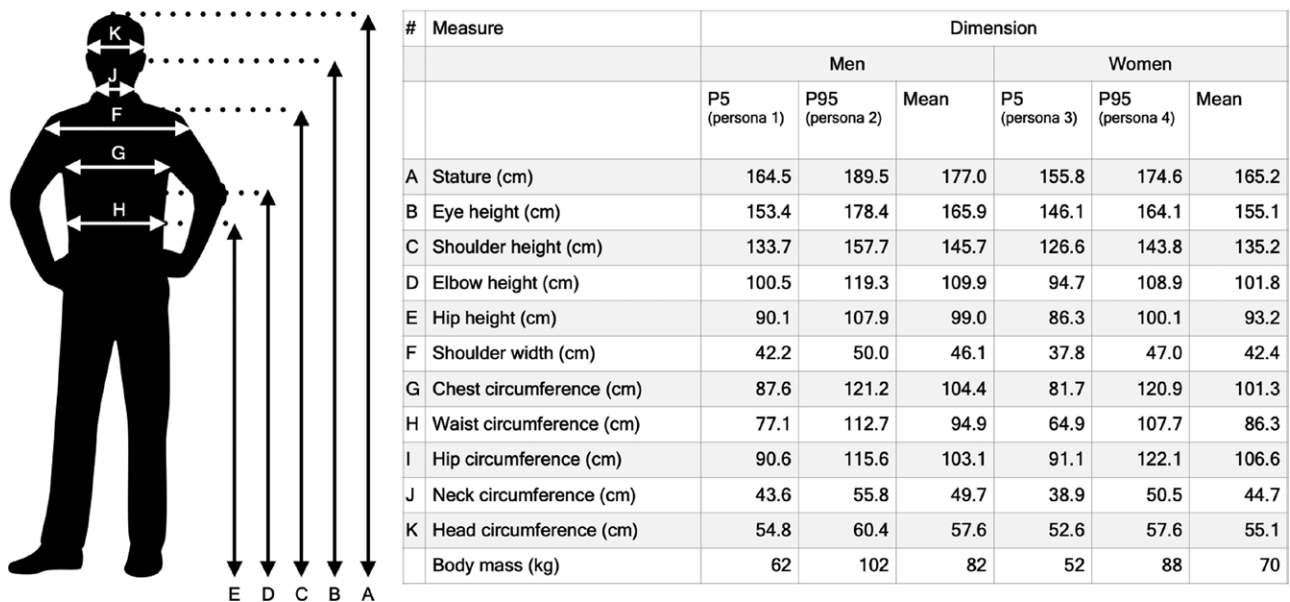 K
J
F
G
H
E D C B A
# Measure Dimension
Men Women
P5 (persona 1) P95 (persona 2) Mean P5 (persona 3) P95 (persona 4) Mean
A Stature (cm) 164.5 189.5 177.0 155.8 174.6 165.2
B Eye height (cm) 153.4 178.4 165.9 146.1 164.1 155.1
C Shoulder height (cm) 133.7 157.7 145.7 126.6 143.8 135.2
D Elbow height (cm) 100.5 119.3 109.9 94.7 108.9 101.8
E Hip height (cm) 90.1 107.9 99.0 86.3 100.1 93.2
F Shoulder width (cm) 42.2 50.0 46.1 37.8 47.0 42.4
G Chest circumference (cm) 87.6 121.2 104.4 81.7 120.9 101.3
H Waist circumference (cm) 77.1 112.7 94.9 64.9 107.7 86.3
I Hip circumference (cm) 90.6 115.6 103.1 91.1 122.1 106.6
J Neck circumference (cm) 43.6 55.8 49.7 38.9 50.5 44.7
K Head circumference (cm) 54.8 60.4 57.6 52.6 57.6 55.1
Body mass (kg) 62 102 82 52 88 70